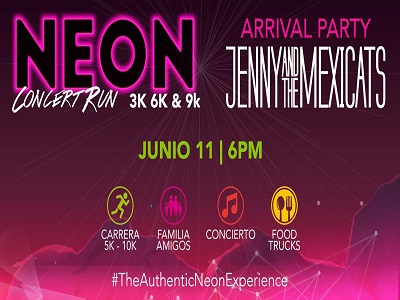 NEON
CONCERT RUN 3K 6K & 9k
ARRIVAL PARTY
JENNY AND THE MEXICATS
JUNIO 11 | 6PM
CARRERA
5K - 10K
FAMILIA
AMIGOS
CONCIERTO
FOOD
TRUCKS
#TheAuthenticNeonExperience